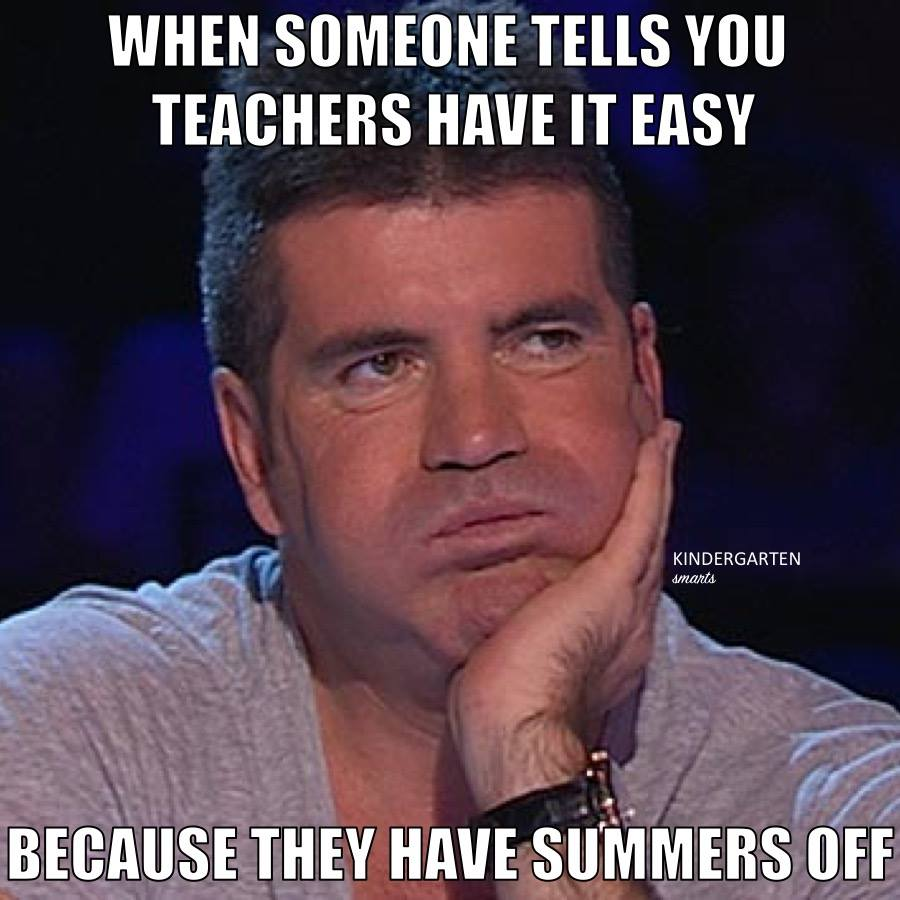 WHEN SOMEONE TELLS YOU
TEACHERS HAVE IT EASY
KINDERGARTEN
smarts
BECAUSE THEY HAVE SUMMERS OFF